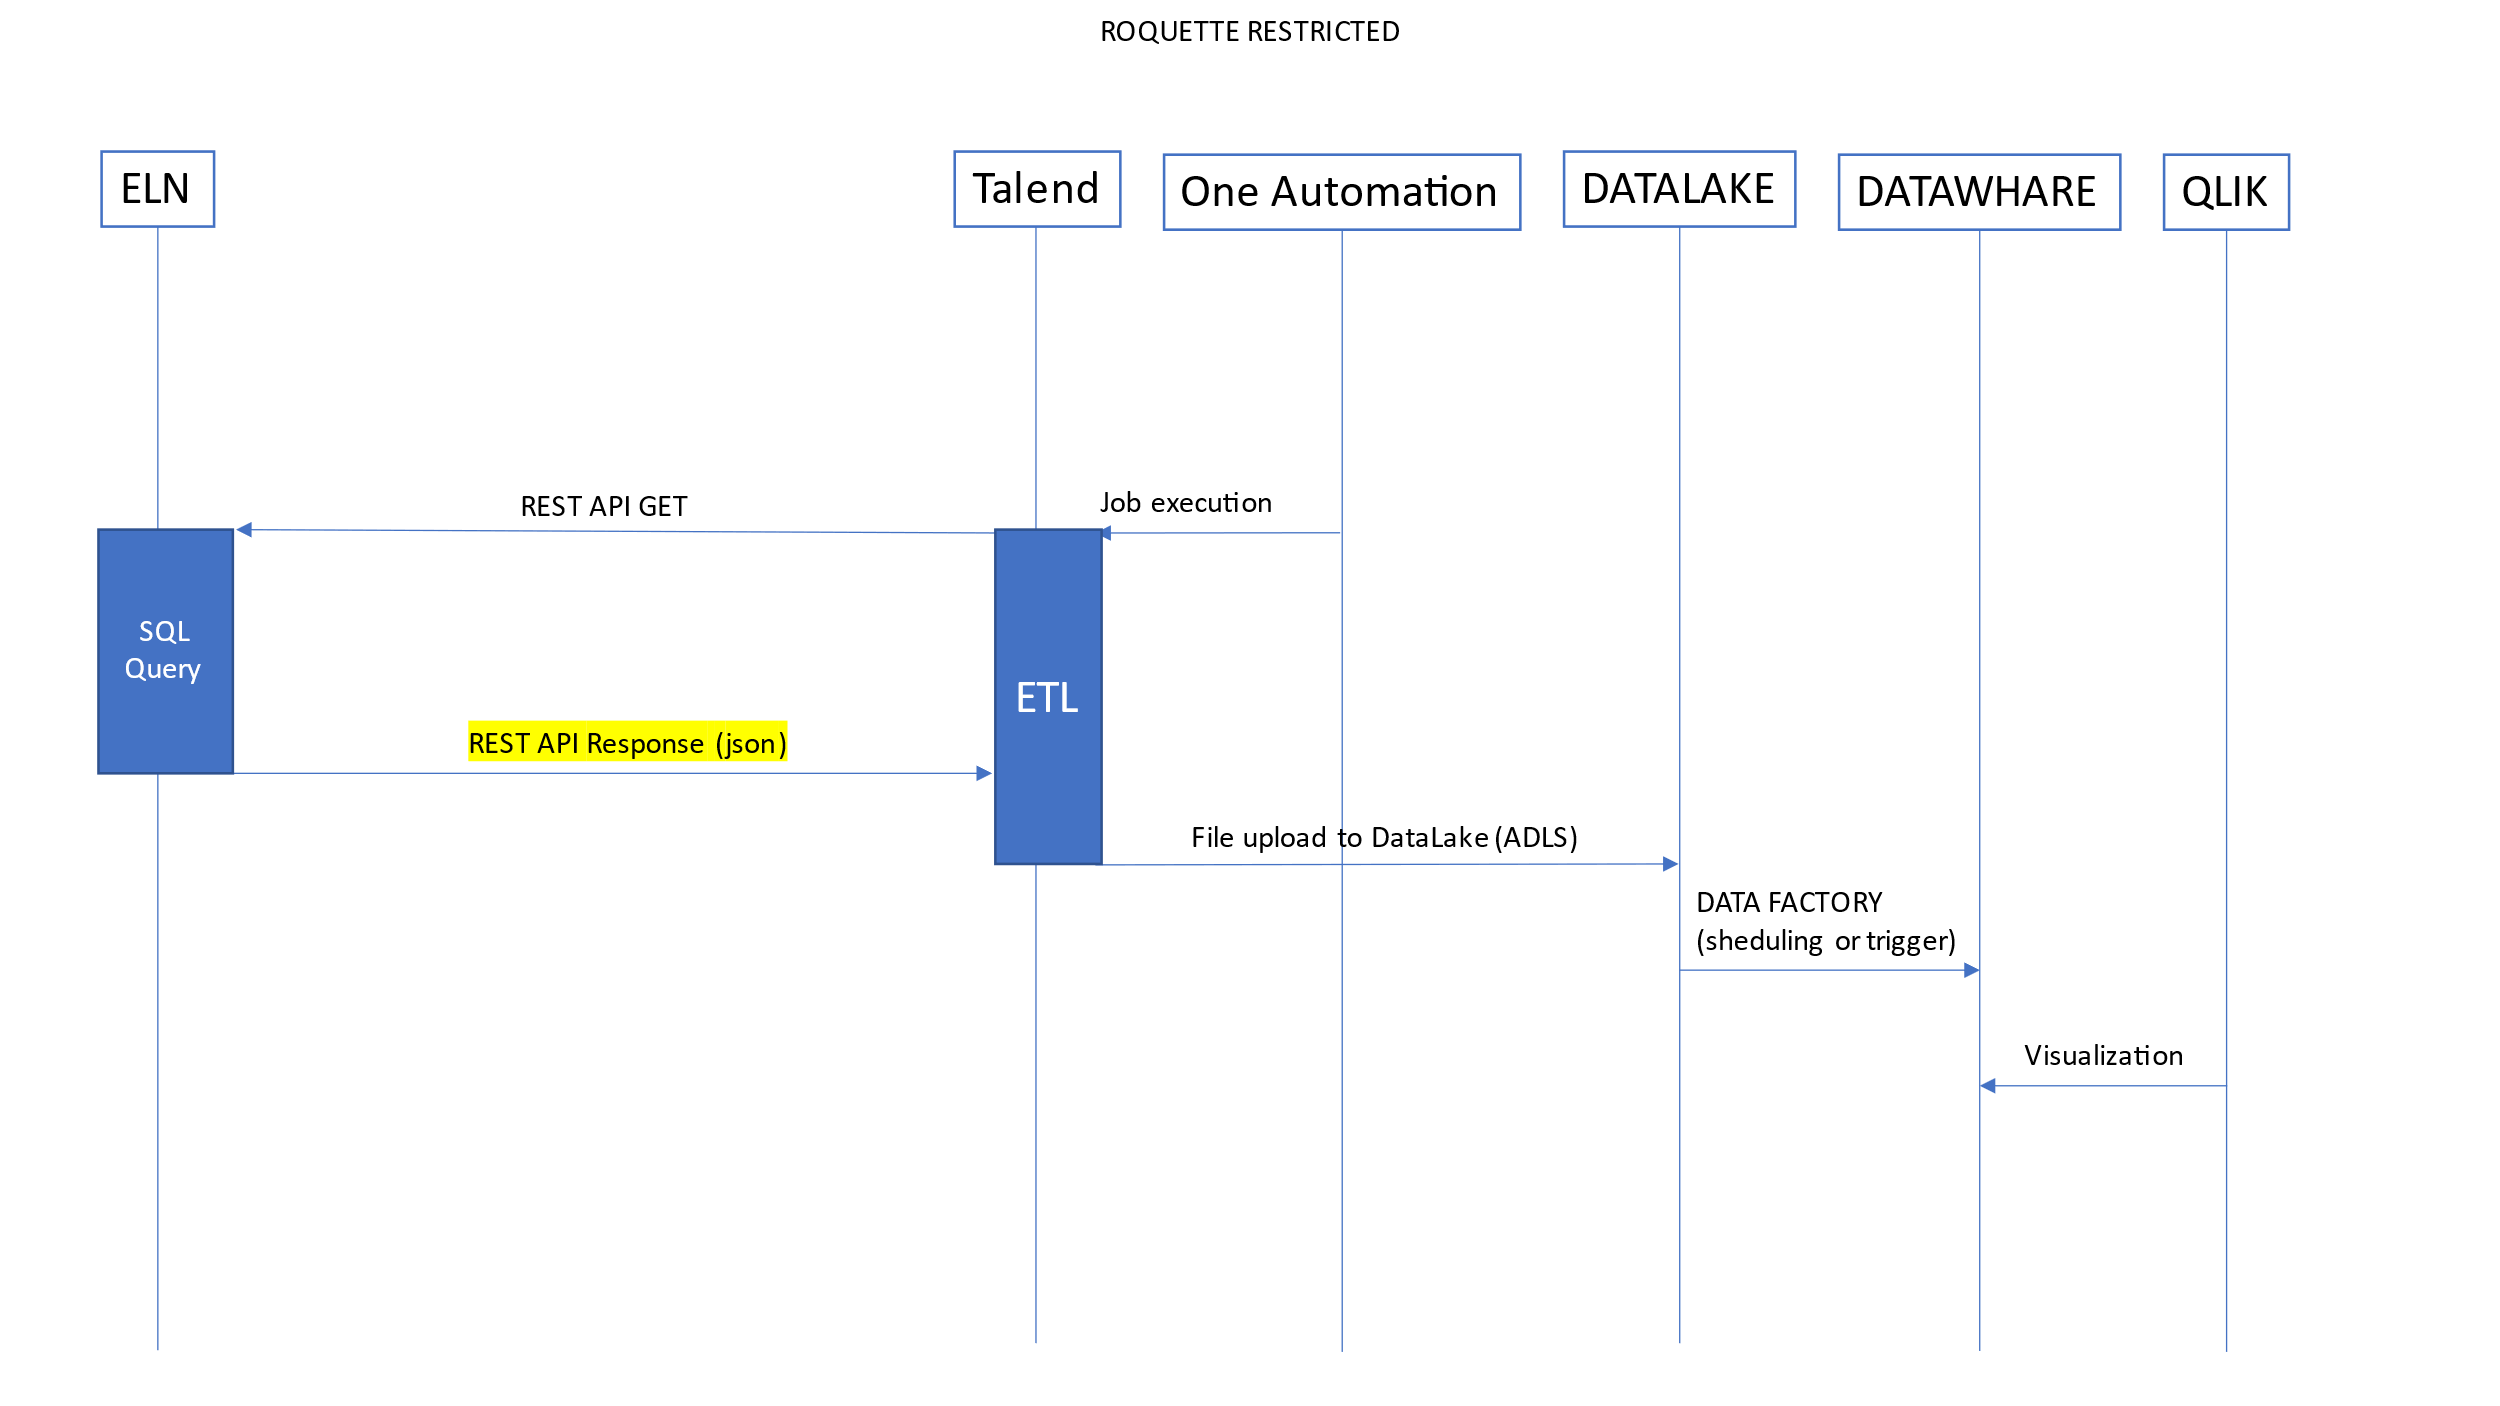 ROQUETTE RESTRICTED
ELN
Talend
One Automation
DATALAKE
DATAWHARE
QLIK
REST API GET
Job execution
SQL
Query
ETL
REST API Response (json)
File upload to DataLake (ADLS)
DATA FACTORY
(sheduling or trigger)
Visualization